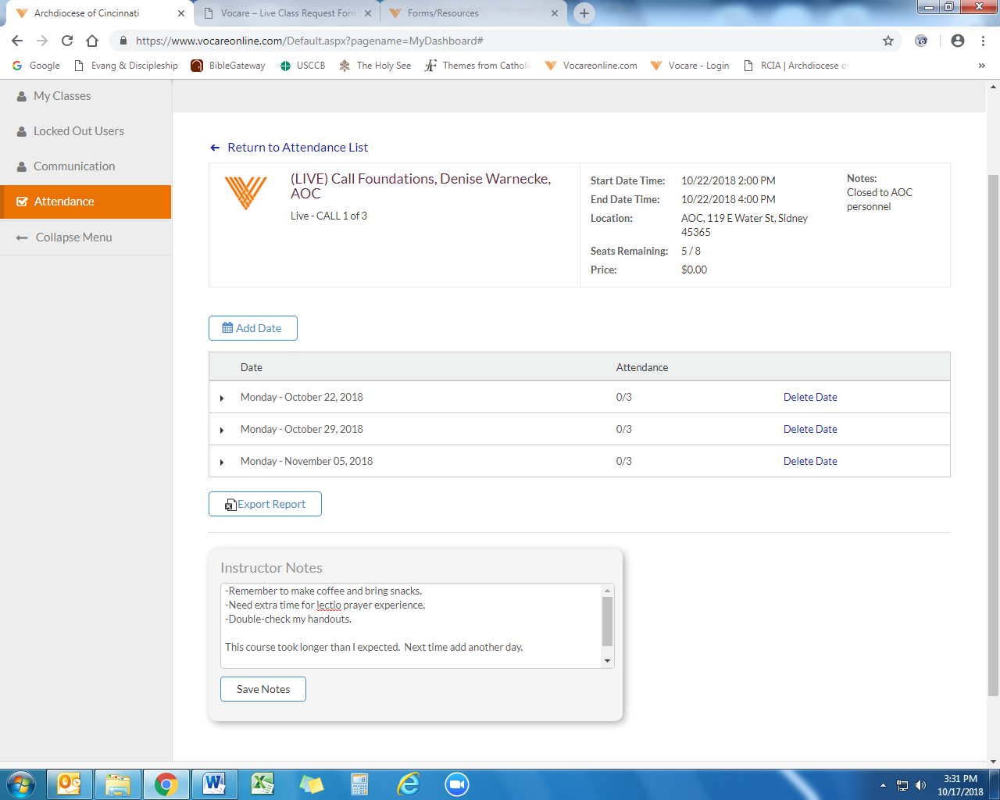 Archdiocese of Cincinnati
Vocare – Live Class Request Form
Forms/Resources
https://www.vocareonline.com/Default.aspx?pagename=MyDashboard#
Google
Evang & Discipleship
BibleGateway
USCCB
The Holy See
Themes from Catholi
Vocareonline.com
Vocare - Login
RCIA | Archdiocese of
My Classes
Locked Out Users
Communication
Attendance
Collapse Menu
Return to Attendance List
(LIVE) Call Foundations, Denise Warnecke,
AOC
Live - CALL 1 of 3
Start Date Time: 10/22/2018 2:00 PM
End Date Time: 10/22/2018 4:00 PM
Location: AOC, 119 E Water St, Sidney
45365
Seats Remaining: 5 / 8
Price: $0.00
Notes:
Closed to AOC
personnel
Add Date
Date Attendance
Monday - October 22, 2018 0/3 Delete Date
Monday - October 29, 2018 0/3 Delete Date
Monday - November 05, 2018 0/3 Delete Date
Export Report
Instructor Notes
-Remember to make coffee and bring snacks.
-Need extra time for lectio prayer experience.
-Double-check my handouts.
This course took longer than I expected.  Next time add another day.
Save Notes
3:31 PM
10/17/2018